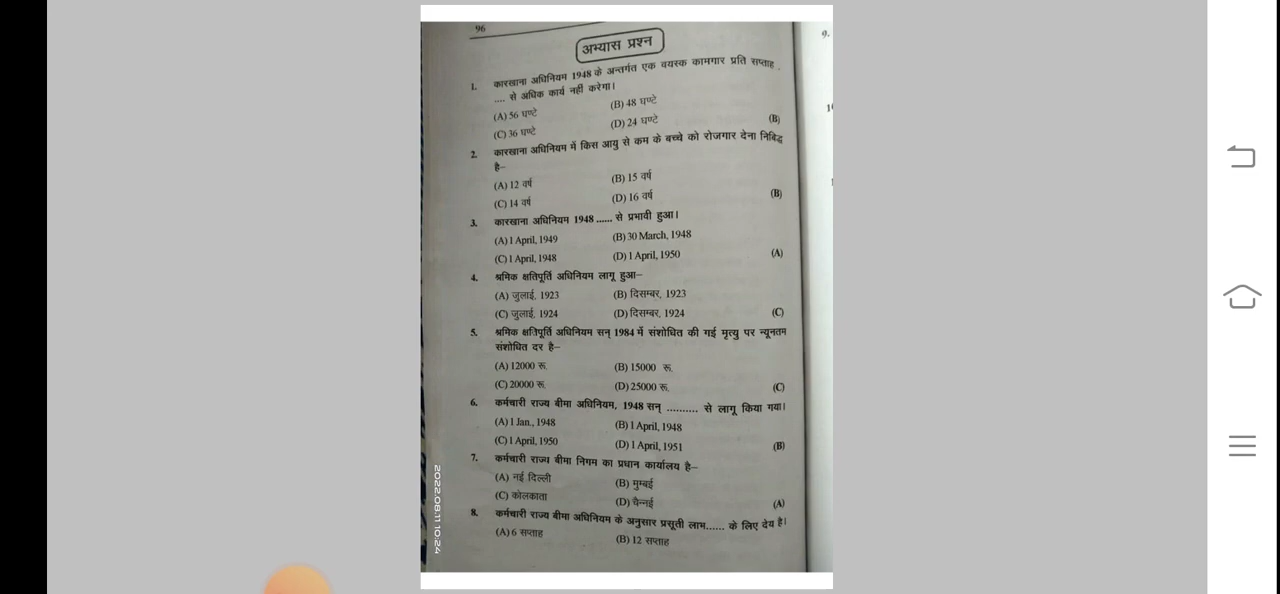 96
अभ्यास प्रश्न
1. कारखाना अधिनियम 1948 के अन्तर्गत एक वयस्क कामगार प्रति सप्ताह
.... से अधिक कार्य नहीं करेगा।
(A) 56 घण्टे (B) 48 घण्टे
(C) 36 घण्टे (D) 24 घण्टे (B)
2. कारखाना अधिनियम में किस आयु से कम के बच्चे को रोजगार देना निषिद्ध
है–
(A) 12 वर्ष (B) 15 वर्ष
(C) 14 वर्ष (D) 16 वर्ष (B)
3. कारखाना अधिनियम 1948 ...... से प्रभावी हुआ।
(A) 1 April, 1949 (B) 30 March, 1948
(C) 1 April, 1948 (D) 1 April, 1950 (A)
4. श्रमिक क्षतिपूर्ति अधिनियम लागू हुआ–
(A) जुलाई, 1923 (B) दिसम्बर, 1923
(C) जुलाई, 1924 (D) दिसम्बर, 1924 (C)
5. श्रमिक क्षतिपूर्ति अधिनियम सन् 1984 में संशोधित की गई मृत्यु पर न्यूनतम
संशोधित दर है–
(A) 12000 रू. (B) 15000 रू.
(C) 20000 रू. (D) 25000 रू. (C)
6. कर्मचारी राज्य बीमा अधिनियम, 1948 सन् .......... से लागू किया गया।
(A) 1 Jan., 1948 (B) 1 April, 1948
(C) 1 April, 1950 (D) 1 April, 1951 (B)
7. कर्मचारी राज्य बीमा निगम का प्रधान कार्यालय है–
(A) नई दिल्ली (B) मुम्बई
(C) कोलकाता (D) चैन्नई (A)
8. कर्मचारी राज्य बीमा अधिनियम के अनुसार प्रसूती लाभ...... के लिए देय है।
(A) 6 सप्ताह (B) 12 सप्ताह
2022.08.11 10:24
9.